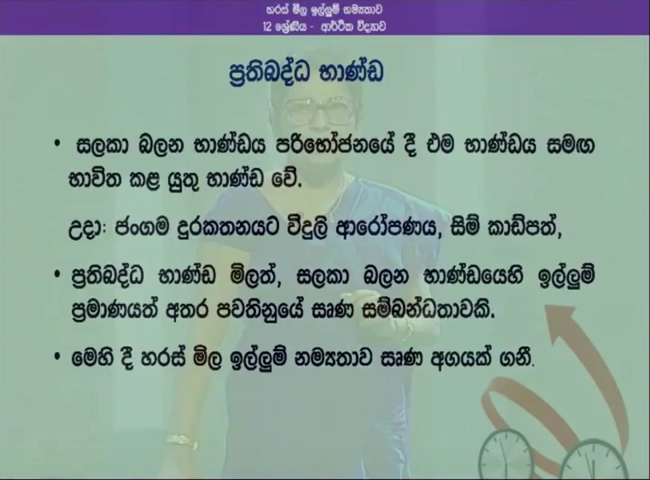 හරස් මිල ඉල්ලුම් නම්‍යතාව
12 ශ්‍රේණිය - ආර්ථික විද්‍යාව
ප්‍රතිබද්ධ භාණ්ඩ
• සලකා බලන භාණ්ඩය පරිභෝජනයේ දී එම භාණ්ඩය සමඟ
භාවිත කළ යුතු භාණ්ඩ වේ.
උදා: ජංගම දුරකතනයට විදුලි ආරෝපණය, සිම් කාඩ්පත්,
• ප්‍රතිබද්ධ භාණ්ඩ මිලත්, සලකා බලන භාණ්ඩයෙහි ඉල්ලුම්
ප්‍රමාණයත් අතර පවතිනුයේ සෘණ සම්බන්ධතාවකි.
• මෙහි දී හරස් මිල ඉල්ලුම් නම්‍යතාව සෘණ අගයක් ගනී.